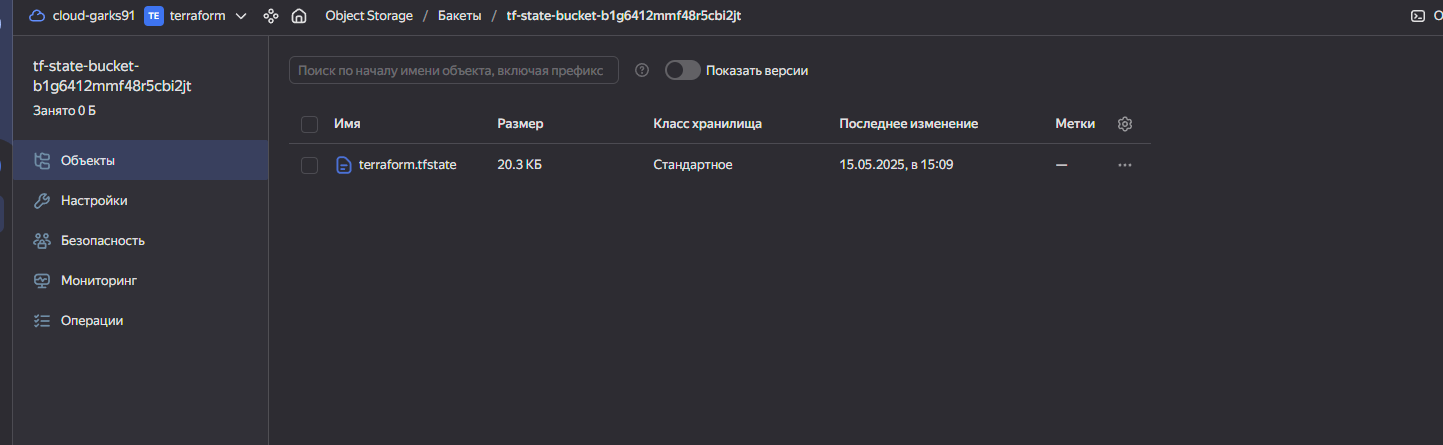 cloud-garks91 TE terraform Object Storage / Бакеты / tf-state-bucket-b1g6412mmf48r5cbi2jt
tf-state-bucket-
b1g6412mmf48r5cbi2jt
Занято 0 Б
Объекты
Настройки
Безопасность
Мониторинг
Операции
Поиск по началу имени объекта, включая префикс Показать версии
Имя Размер Класс хранилища Последнее изменение Метки
terraform.tfstate 20.3 КБ Стандартное 15.05.2025, в 15:09 —